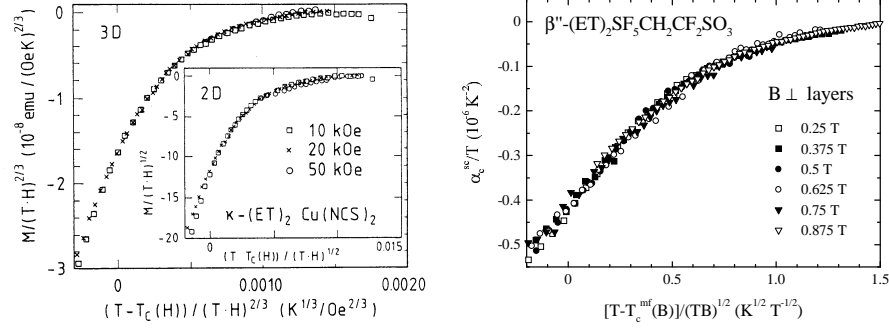 3D
M/(T·H)^2/3 (10^-8 emu/(OeK)^2/3)
0
-1
-2
-3
0
0.0010
0.0020
(T-T_C(H))/(T·H)^2/3 (K^1/3/Oe^2/3)
2D
M/(T·H)^1/2
0
-5
-10
-15
-20
10 kOe
20 kOe
50 kOe
κ-(ET)₂ Cu(NCS)₂
0
0.015
(T-T_C(H))/(T·H)^1/2
β''-(ET)₂SF₅CH₂CF₂SO₃
α_c^sc/T (10^-6 K^-2)
0
-0.1
-0.2
-0.3
-0.4
-0.5
B ⊥ layers
0.25 T
0.375 T
0.5 T
0.625 T
0.75 T
0.875 T
0
0.5
1.0
1.5
[T-T_c^mf(B)]/(TB)^1/2 (K^1/2 T^-1/2)